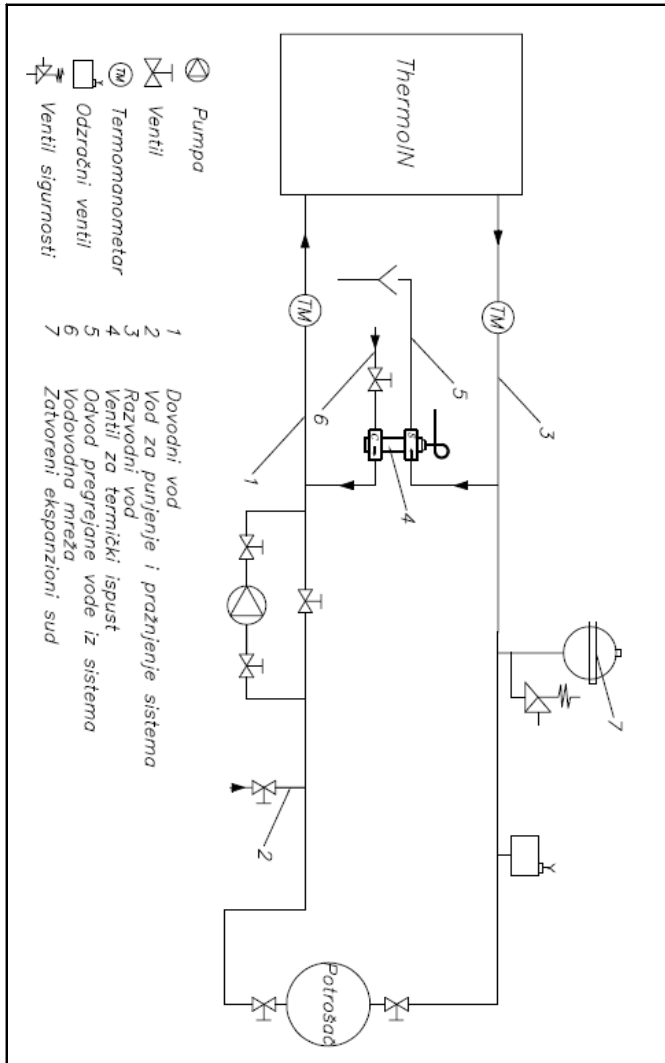 7
3
TM
5
ThermoIN
S
4
C
6
Potrošač
TM
1
2
Pumpa
Ventil
TM Termomanometar
Odzračni ventil
Ventil sigurnosti
1 Dovodni vod
2 Vod za punjenje i pražnjenje sistema
3 Razvodni vod
4 Ventil za termički ispust
5 Odvod pregrejane vode iz sistema
6 Vodovodna mreža
7 Zatvoreni ekspanzioni sud